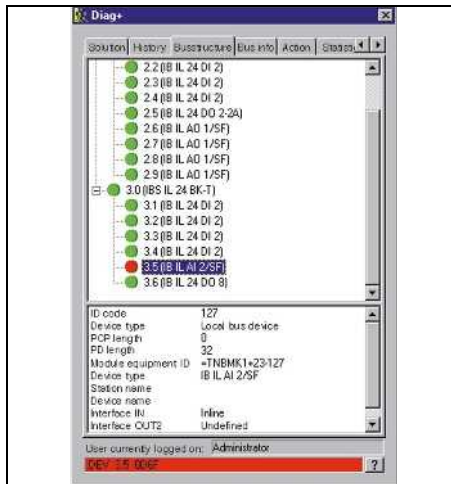 Diag+
Solution History Busstructure Bus info Action Statisti
2.2 (IB IL 24 DI 2)
2.3 (IB IL 24 DI 2)
2.4 (IB IL 24 DI 2)
2.5 (IB IL 24 DO 2-2A)
2.6 (IB IL AO 1/SF)
2.7 (IB IL AO 1/SF)
2.8 (IB IL AO 1/SF)
2.9 (IB IL AO 1/SF)
3.0 (IBS IL 24 BK-T)
3.1 (IB IL 24 DI 2)
3.2 (IB IL 24 DI 2)
3.3 (IB IL 24 DI 2)
3.4 (IB IL 24 DI 2)
3.5 (IB IL AI 2/SF)
3.6 (IB IL 24 DO 8)
ID code 127
Device type Local bus device
PCP length 0
PD length 32
Module equipment ID =TNBMK1+23-127
Device type IB IL AI 2/SF
Station name
Device name
Interface IN Inline
Interface OUT2 Undefined
User currently logged on: Administrator
DEV 3.5 0D6F ?